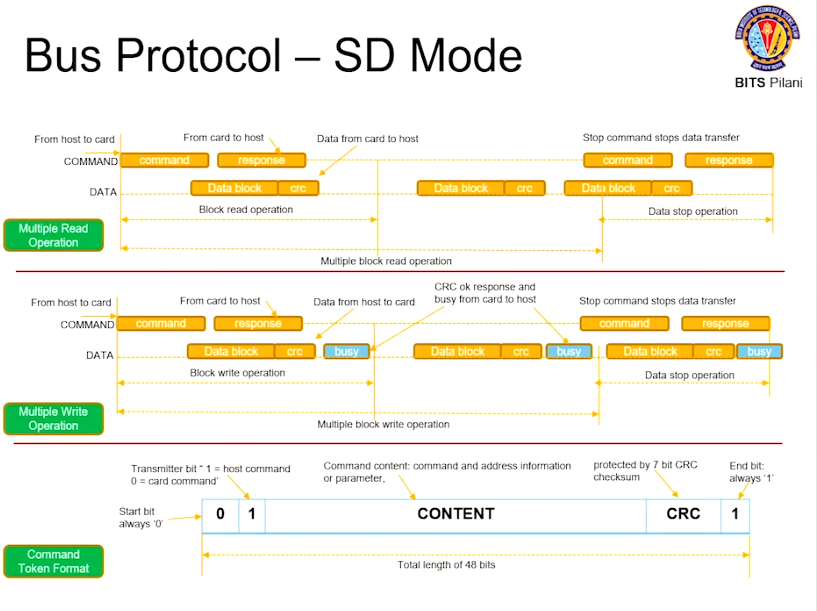 Bus Protocol – SD Mode
BITS Pilani
From host to card
From card to host
Data from card to host
Stop command stops data transfer
COMMAND
command
response
command
response
DATA
Data block
crc
Data block
crc
Data block
crc
Block read operation
Data stop operation
Multiple Read
Operation
Multiple block read operation
CRC ok response and
busy from card to host
From host to card
From card to host
Data from host to card
Stop command stops data transfer
COMMAND
command
response
command
response
DATA
Data block
crc
busy
Data block
crc
busy
Data block
crc
busy
Block write operation
Data stop operation
Multiple Write
Operation
Multiple block write operation
Transmitter bit “ 1 = host command
0 = card command’
Command content: command and address information
or parameter,
protected by 7 bit CRC
checksum
End bit:
always ‘1’
Start bit
always ‘0’
0
1
CONTENT
CRC
1
Command
Token Format
Total length of 48 bits